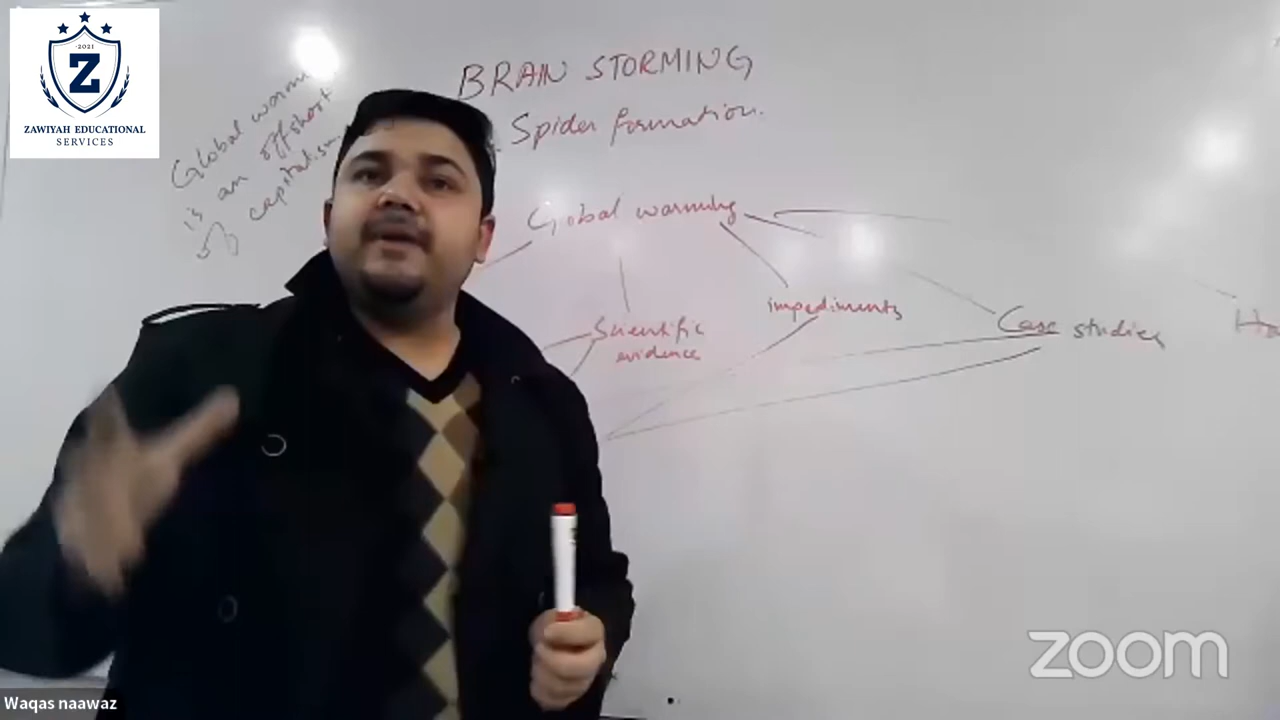 ·2021·
Z
ZAWIYAH EDUCATIONAL
SERVICES
Global warm
is an offshoot
of capitalism
BRAIN STORMING
Spider formation.
Global warming
Scientific
evidence
impediments
Case studies
zoom
Waqas naawaz